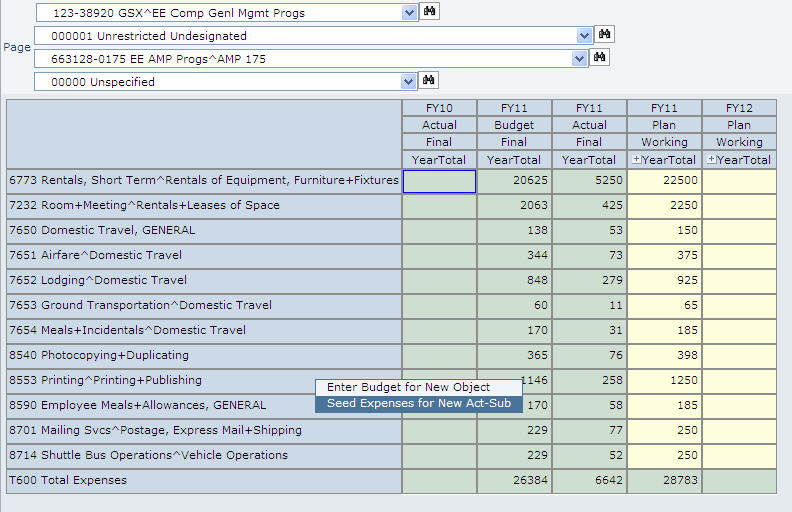 123-38920 GSX^EE Comp Genl Mgmt Progs
000001 Unrestricted Undesignated
Page
663128-0175 EE AMP Progs^AMP 175
00000 Unspecified
FY10 FY11 FY11 FY11 FY12
Actual Budget Actual Plan Plan
Final Final Final Working Working
YearTotal YearTotal YearTotal +YearTotal +YearTotal
6773 Rentals, Short Term^Rentals of Equipment, Furniture+Fixtures 20625 5250 22500
7232 Room+Meeting^Rentals+Leases of Space 2063 425 2250
7650 Domestic Travel, GENERAL 138 53 150
7651 Airfare^Domestic Travel 344 73 375
7652 Lodging^Domestic Travel 848 279 925
7653 Ground Transportation^Domestic Travel 60 11 65
7654 Meals+Incidentals^Domestic Travel 170 31 185
8540 Photocopying+Duplicating 365 76 398
8553 Printing^Printing+Publishing 1146 258 1250
Enter Budget for New Object
Seed Expenses for New Act-Sub
8590 Employee Meals+Allowances, GENERAL 170 58 185
8701 Mailing Svcs^Postage, Express Mail+Shipping 229 77 250
8714 Shuttle Bus Operations^Vehicle Operations 229 52 250
T600 Total Expenses 26384 6642 28783